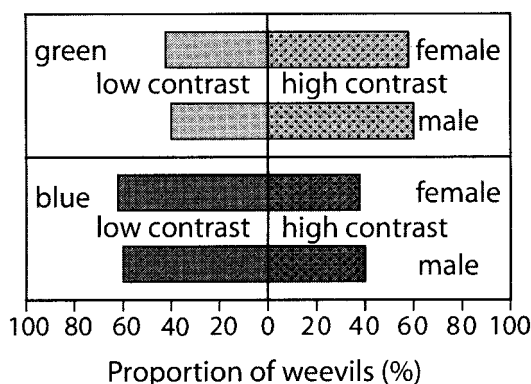 green female
low contrast high contrast
male
blue female
low contrast high contrast
male
100 80 60 40 20 0 20 40 60 80 100
Proportion of weevils (%)